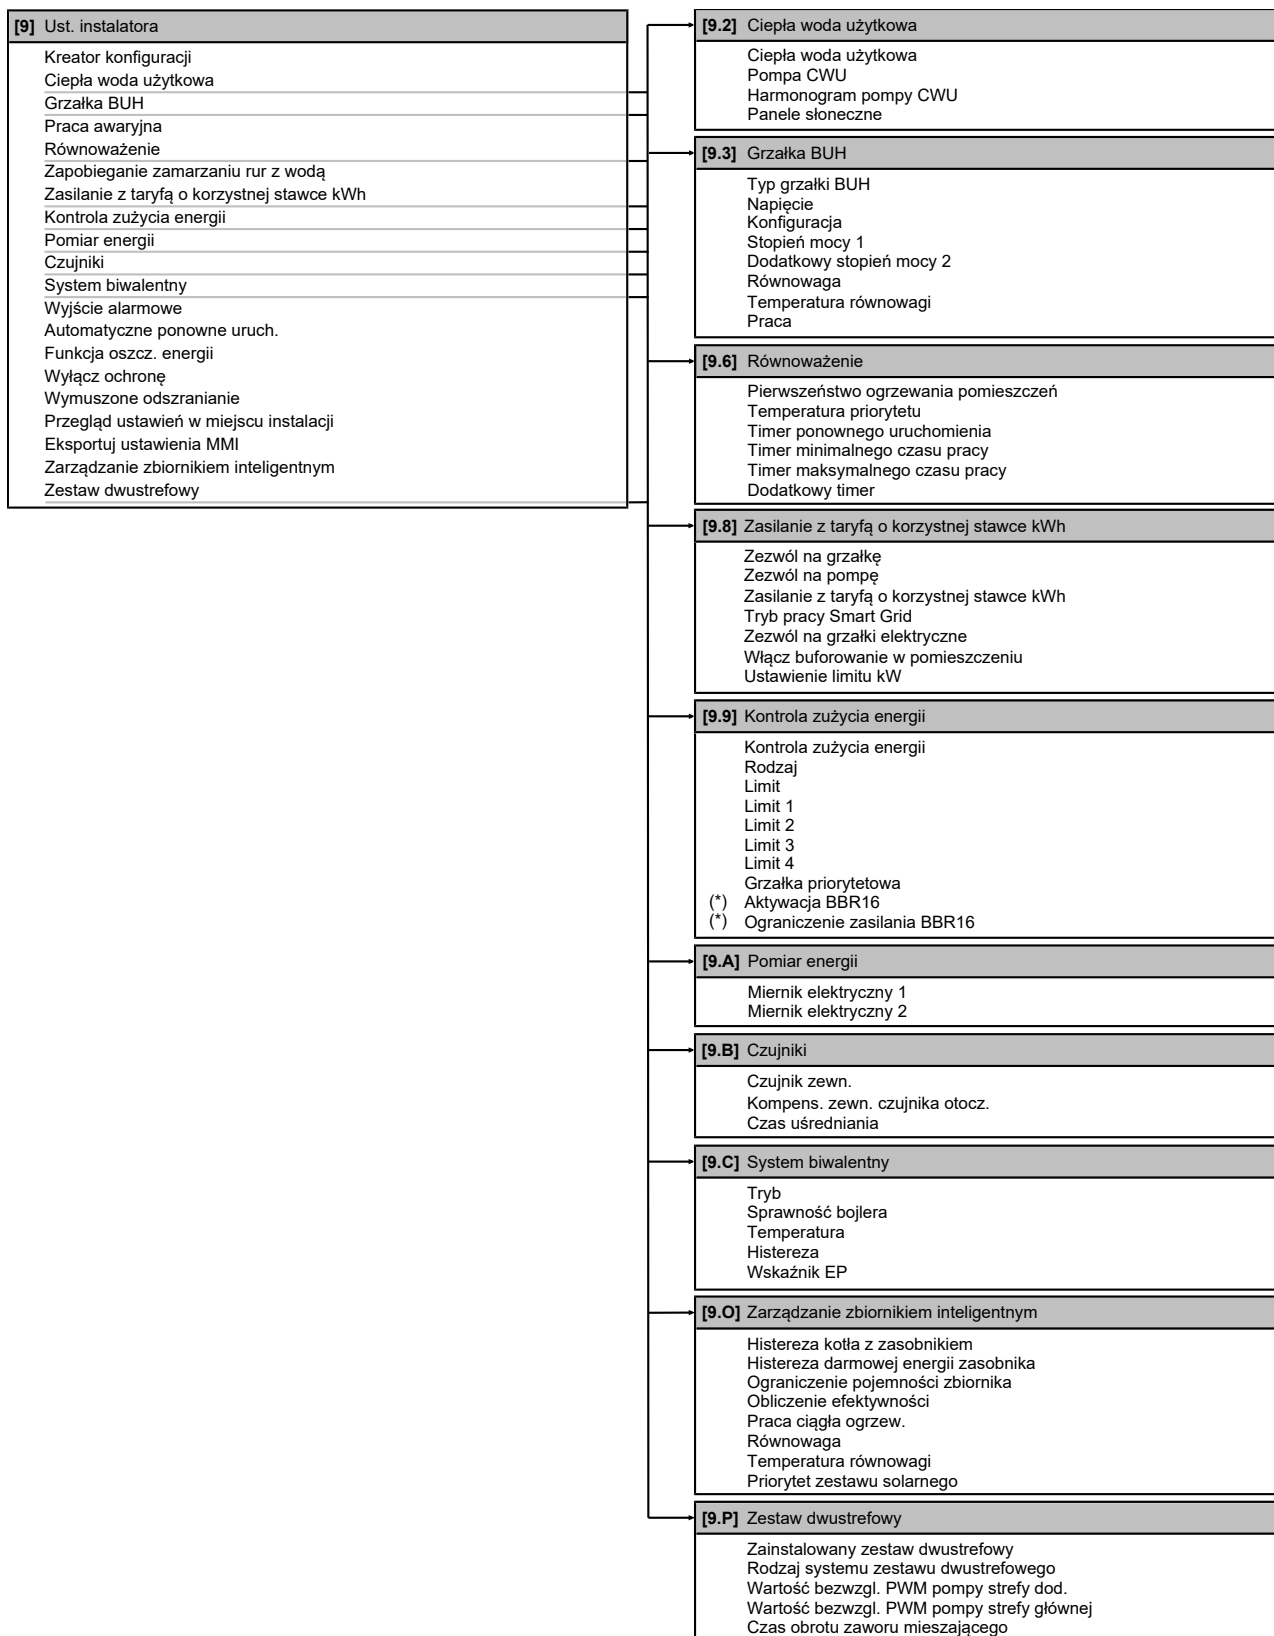 [9] Ust. instalatora
Kreator konfiguracji
Ciepła woda użytkowa
Grzałka BUH
Praca awaryjna
Równoważenie
Zapobieganie zamarzaniu rur z wodą
Zasilanie z taryfą o korzystnej stawce kWh
Kontrola zużycia energii
Pomiar energii
Czujniki
System biwalentny
Wyjście alarmowe
Automatyczne ponowne uruch.
Funkcja oszcz. energii
Wyłącz ochronę
Wymuszone odszranianie
Przegląd ustawień w miejscu instalacji
Eksportuj ustawienia MMI
Zarządzanie zbiornikiem inteligentnym
Zestaw dwustrefowy
[9.2] Ciepła woda użytkowa
Ciepła woda użytkowa
Pompa CWU
Harmonogram pompy CWU
Panele słoneczne
[9.3] Grzałka BUH
Typ grzałki BUH
Napięcie
Konfiguracja
Stopień mocy 1
Dodatkowy stopień mocy 2
Równowaga
Temperatura równowagi
Praca
[9.6] Równoważenie
Pierwszeństwo ogrzewania pomieszczeń
Temperatura priorytetu
Timer ponownego uruchomienia
Timer minimalnego czasu pracy
Timer maksymalnego czasu pracy
Dodatkowy timer
[9.8] Zasilanie z taryfą o korzystnej stawce kWh
Zezwól na grzałkę
Zezwól na pompę
Zasilanie z taryfą o korzystnej stawce kWh
Tryb pracy Smart Grid
Zezwól na grzałki elektryczne
Włącz buforowanie w pomieszczeniu
Ustawienie limitu kW
[9.9] Kontrola zużycia energii
Kontrola zużycia energii
Rodzaj
Limit
Limit 1
Limit 2
Limit 3
Limit 4
Grzałka priorytetowa
(*) Aktywacja BBR16
(*) Ograniczenie zasilania BBR16
[9.A] Pomiar energii
Miernik elektryczny 1
Miernik elektryczny 2
[9.B] Czujniki
Czujnik zewn.
Kompens. zewn. czujnika otocz.
Czas uśredniania
[9.C] System biwalentny
Tryb
Sprawność bojlera
Temperatura
Histereza
Wskaźnik EP
[9.O] Zarządzanie zbiornikiem inteligentnym
Histereza kotła z zasobnikiem
Histereza darmowej energii zasobnika
Ograniczenie pojemności zbiornika
Obliczenie efektywności
Praca ciągła ogrzew.
Równowaga
Temperatura równowagi
Priorytet zestawu solarnego
[9.P] Zestaw dwustrefowy
Zainstalowany zestaw dwustrefowy
Rodzaj systemu zestawu dwustrefowego
Wartość bezwzgl. PWM pompy strefy dod.
Wartość bezwzgl. PWM pompy strefy głównej
Czas obrotu zaworu mieszającego